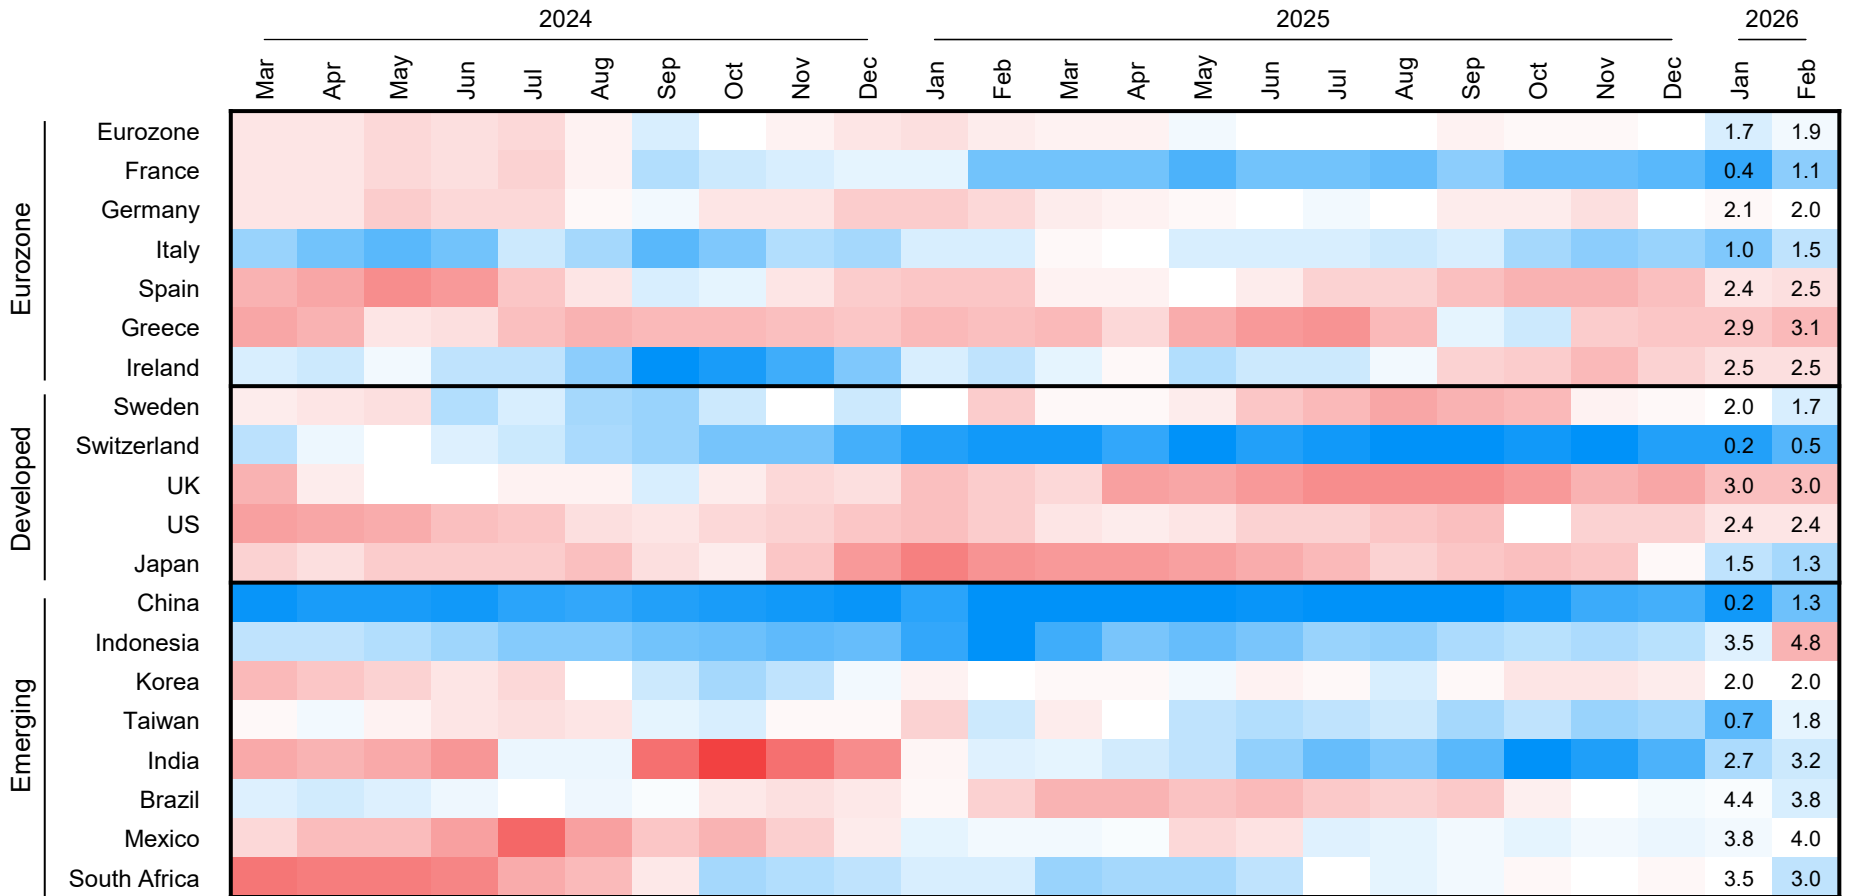 2024 2025 2026
Mar Apr May Jun Jul Aug Sep Oct Nov Dec Jan Feb Mar Apr May Jun Jul Aug Sep Oct Nov Dec Jan Feb
Eurozone
Eurozone 1.7 1.9
France 0.4 1.1
Germany 2.1 2.0
Italy 1.0 1.5
Spain 2.4 2.5
Greece 2.9 3.1
Ireland 2.5 2.5
Developed
Sweden 2.0 1.7
Switzerland 0.2 0.5
UK 3.0 3.0
US 2.4 2.4
Japan 1.5 1.3
Emerging
China 0.2 1.3
Indonesia 3.5 4.8
Korea 2.0 2.0
Taiwan 0.7 1.8
India 2.7 3.2
Brazil 4.4 3.8
Mexico 3.8 4.0
South Africa 3.5 3.0